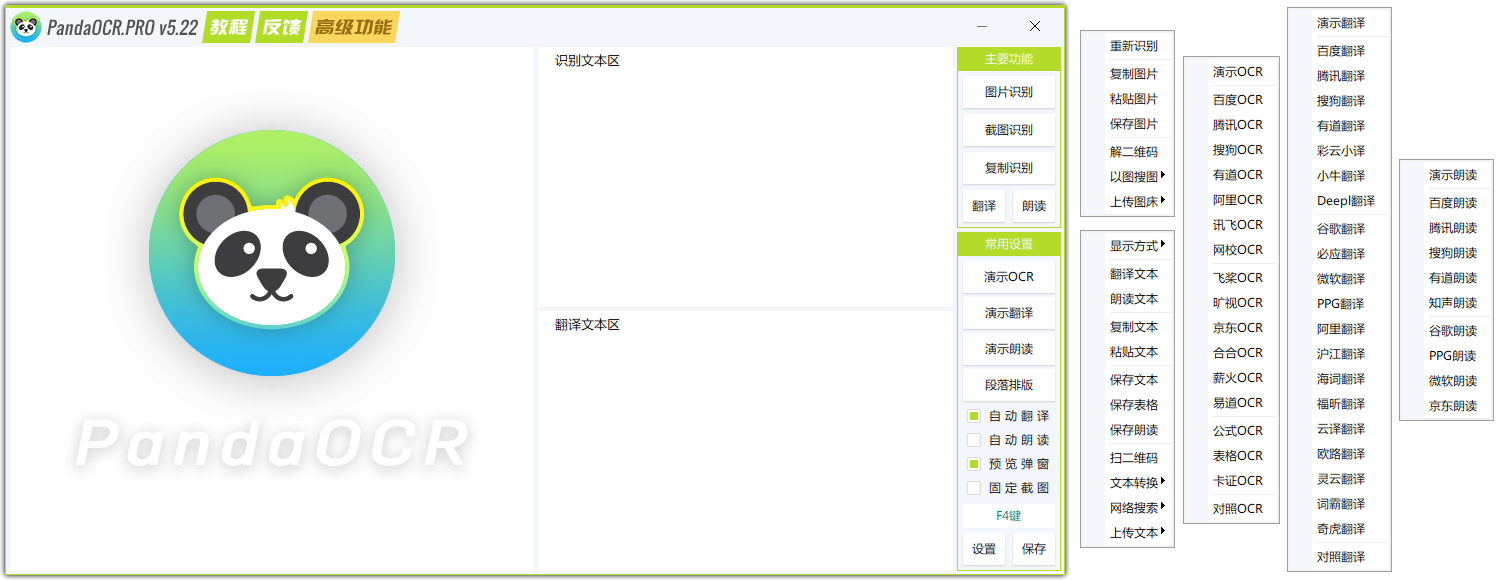 PandaOCR.PRO v5.22 教程 反馈 高级功能
PandaOCR
识别文本区
翻译文本区
主要功能
图片识别
截图识别
复制识别
翻译 朗读
常用设置
演示OCR
演示翻译
演示朗读
段落排版
自动翻译
自动朗读
预览弹窗
固定截图
F4键
设置 保存
重新识别
复制图片
粘贴图片
保存图片
解二维码
以图搜图
上传图床
显示方式
翻译文本
朗读文本
复制文本
粘贴文本
保存文本
保存表格
保存朗读
扫二维码
文本转换
网络搜索
上传文本
演示OCR
百度OCR
腾讯OCR
搜狗OCR
有道OCR
阿里OCR
讯飞OCR
网校OCR
飞桨OCR
旷视OCR
京东OCR
合合OCR
薪火OCR
易道OCR
公式OCR
表格OCR
卡证OCR
对照OCR
演示翻译
百度翻译
腾讯翻译
搜狗翻译
有道翻译
彩云小译
小牛翻译
Deepl翻译
谷歌翻译
必应翻译
微软翻译
PPG翻译
阿里翻译
沪江翻译
海词翻译
福昕翻译
云译翻译
欧路翻译
灵云翻译
词霸翻译
奇虎翻译
对照翻译
演示朗读
百度朗读
腾讯朗读
搜狗朗读
有道朗读
知声朗读
谷歌朗读
PPG朗读
微软朗读
京东朗读